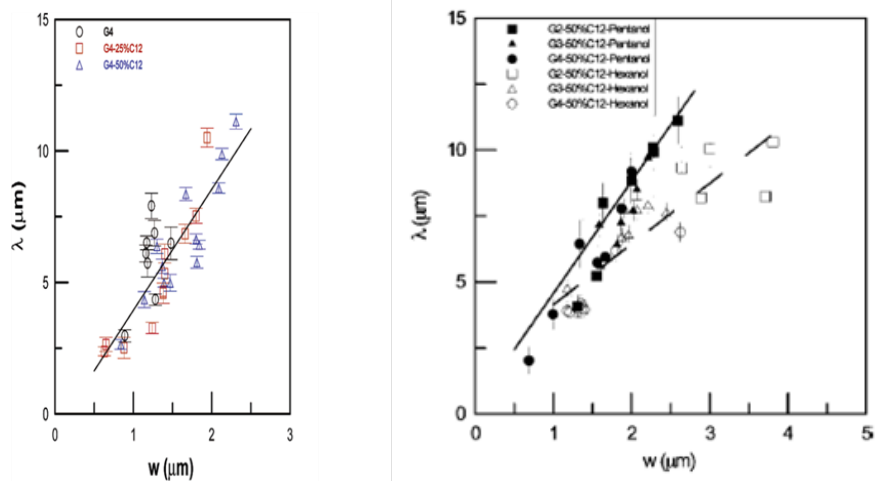 15
10
5
0
λ (μm)
G4
G4-25%C12
G4-50%C12
0 1 2 3
w (μm)
15
10
5
0
λ (μm)
G2-50%C12-Pentanol
G3-50%C12-Pentanol
G4-50%C12-Pentanol
G2-50%C12-Hexanol
G3-50%C12-Hexanol
G4-50%C12-Hexanol
0 1 2 3 4 5
w (μm)